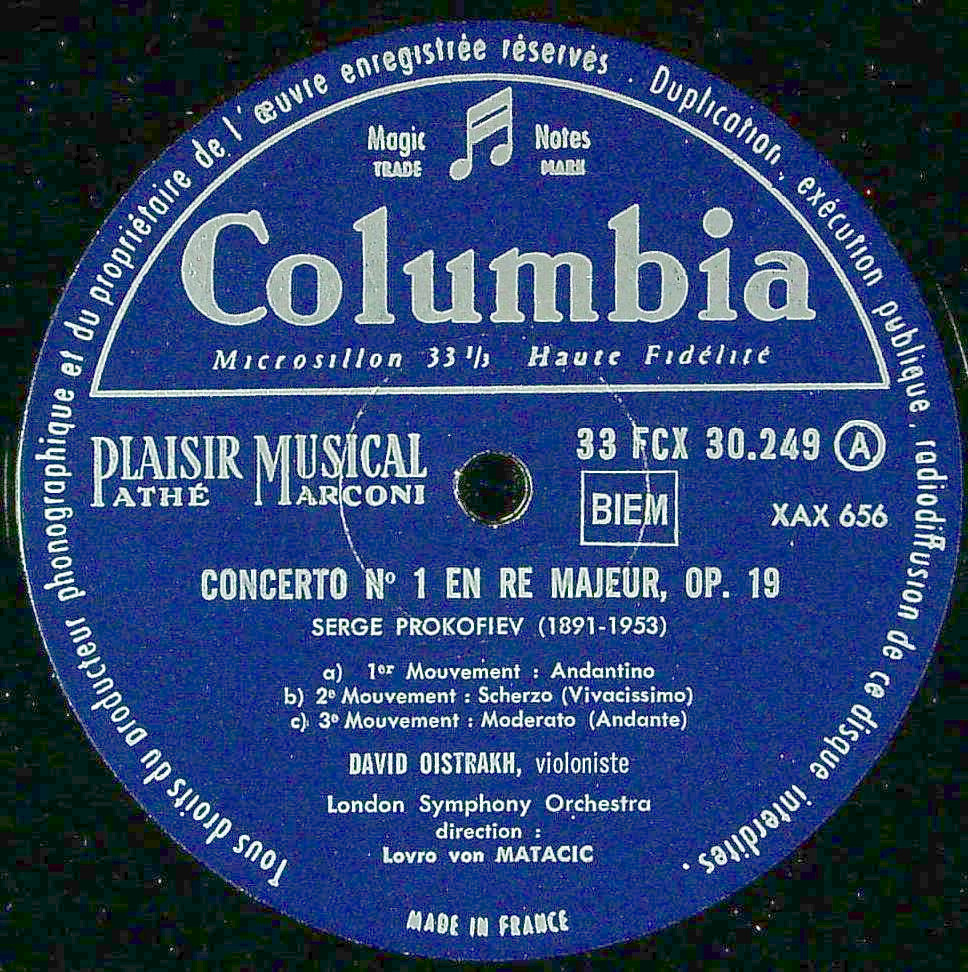 Tous droits du producteur phonographique et du propriétaire de l'œuvre enregistrée réservés . Duplication, exécution publique, radiodiffusion de ce disque interdites.
Magic Notes
TRADE MARK
Columbia
Microsillon 33 1/3 Haute Fidélité
PLAISIR MUSICAL
PATHÉ MARCONI
33 FCX 30.249 A
BIEM
XAX 656
CONCERTO Nº 1 EN RE MAJEUR, OP. 19
SERGE PROKOFIEV (1891-1953)
a) 1er Mouvement : Andantino
b) 2e Mouvement : Scherzo (Vivacissimo)
c) 3e Mouvement : Moderato (Andante)
DAVID OISTRAKH, violoniste
London Symphony Orchestra
direction :
Lovro von MATACIC
MADE IN FRANCE